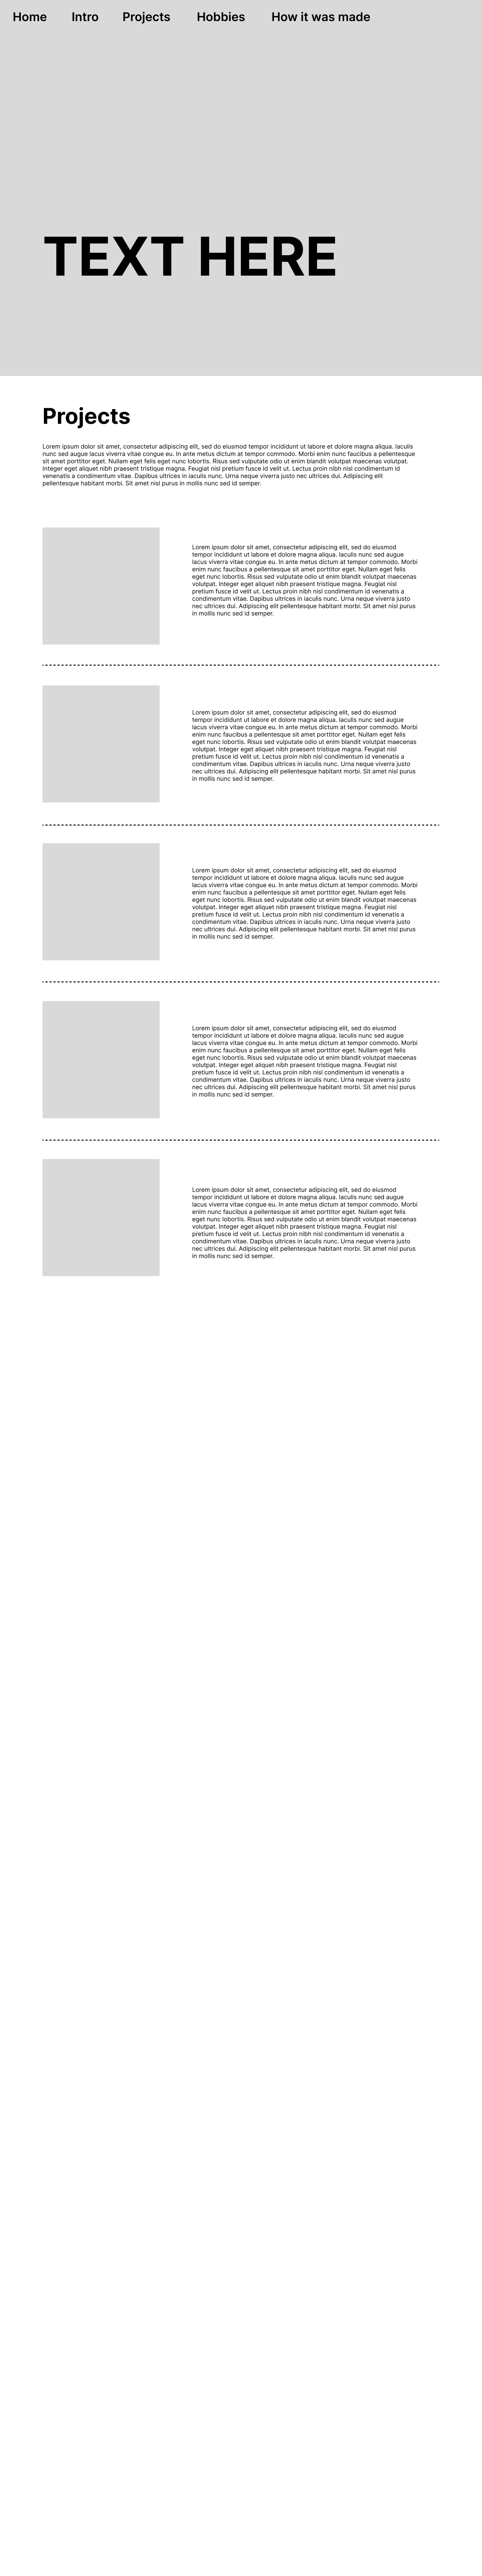 Home Intro Projects Hobbies How it was made
TEXT HERE
Projects
Lorem ipsum dolor sit amet, consectetur adipiscing elit, sed do eiusmod tempor incididunt ut labore et dolore magna aliqua. Iaculis
nunc sed augue lacus viverra vitae congue eu. In ante metus dictum at tempor commodo. Morbi enim nunc faucibus a pellentesque
sit amet porttitor eget. Nullam eget felis eget nunc lobortis. Risus sed vulputate odio ut enim blandit volutpat maecenas volutpat.
Integer eget aliquet nibh praesent tristique magna. Feugiat nisl pretium fusce id velit ut. Lectus proin nibh nisl condimentum id
venenatis a condimentum vitae. Dapibus ultrices in iaculis nunc. Urna neque viverra justo nec ultrices dui. Adipiscing elit
pellentesque habitant morbi. Sit amet nisl purus in mollis nunc sed id semper.
Lorem ipsum dolor sit amet, consectetur adipiscing elit, sed do eiusmod
tempor incididunt ut labore et dolore magna aliqua. Iaculis nunc sed augue
lacus viverra vitae congue eu. In ante metus dictum at tempor commodo. Morbi
enim nunc faucibus a pellentesque sit amet porttitor eget. Nullam eget felis
eget nunc lobortis. Risus sed vulputate odio ut enim blandit volutpat maecenas
volutpat. Integer eget aliquet nibh praesent tristique magna. Feugiat nisl
pretium fusce id velit ut. Lectus proin nibh nisl condimentum id venenatis a
condimentum vitae. Dapibus ultrices in iaculis nunc. Urna neque viverra justo
nec ultrices dui. Adipiscing elit pellentesque habitant morbi. Sit amet nisl purus
in mollis nunc sed id semper.
Lorem ipsum dolor sit amet, consectetur adipiscing elit, sed do eiusmod
tempor incididunt ut labore et dolore magna aliqua. Iaculis nunc sed augue
lacus viverra vitae congue eu. In ante metus dictum at tempor commodo. Morbi
enim nunc faucibus a pellentesque sit amet porttitor eget. Nullam eget felis
eget nunc lobortis. Risus sed vulputate odio ut enim blandit volutpat maecenas
volutpat. Integer eget aliquet nibh praesent tristique magna. Feugiat nisl
pretium fusce id velit ut. Lectus proin nibh nisl condimentum id venenatis a
condimentum vitae. Dapibus ultrices in iaculis nunc. Urna neque viverra justo
nec ultrices dui. Adipiscing elit pellentesque habitant morbi. Sit amet nisl purus
in mollis nunc sed id semper.
Lorem ipsum dolor sit amet, consectetur adipiscing elit, sed do eiusmod
tempor incididunt ut labore et dolore magna aliqua. Iaculis nunc sed augue
lacus viverra vitae congue eu. In ante metus dictum at tempor commodo. Morbi
enim nunc faucibus a pellentesque sit amet porttitor eget. Nullam eget felis
eget nunc lobortis. Risus sed vulputate odio ut enim blandit volutpat maecenas
volutpat. Integer eget aliquet nibh praesent tristique magna. Feugiat nisl
pretium fusce id velit ut. Lectus proin nibh nisl condimentum id venenatis a
condimentum vitae. Dapibus ultrices in iaculis nunc. Urna neque viverra justo
nec ultrices dui. Adipiscing elit pellentesque habitant morbi. Sit amet nisl purus
in mollis nunc sed id semper.
Lorem ipsum dolor sit amet, consectetur adipiscing elit, sed do eiusmod
tempor incididunt ut labore et dolore magna aliqua. Iaculis nunc sed augue
lacus viverra vitae congue eu. In ante metus dictum at tempor commodo. Morbi
enim nunc faucibus a pellentesque sit amet porttitor eget. Nullam eget felis
eget nunc lobortis. Risus sed vulputate odio ut enim blandit volutpat maecenas
volutpat. Integer eget aliquet nibh praesent tristique magna. Feugiat nisl
pretium fusce id velit ut. Lectus proin nibh nisl condimentum id venenatis a
condimentum vitae. Dapibus ultrices in iaculis nunc. Urna neque viverra justo
nec ultrices dui. Adipiscing elit pellentesque habitant morbi. Sit amet nisl purus
in mollis nunc sed id semper.
Lorem ipsum dolor sit amet, consectetur adipiscing elit, sed do eiusmod
tempor incididunt ut labore et dolore magna aliqua. Iaculis nunc sed augue
lacus viverra vitae congue eu. In ante metus dictum at tempor commodo. Morbi
enim nunc faucibus a pellentesque sit amet porttitor eget. Nullam eget felis
eget nunc lobortis. Risus sed vulputate odio ut enim blandit volutpat maecenas
volutpat. Integer eget aliquet nibh praesent tristique magna. Feugiat nisl
pretium fusce id velit ut. Lectus proin nibh nisl condimentum id venenatis a
condimentum vitae. Dapibus ultrices in iaculis nunc. Urna neque viverra justo
nec ultrices dui. Adipiscing elit pellentesque habitant morbi. Sit amet nisl purus
in mollis nunc sed id semper.